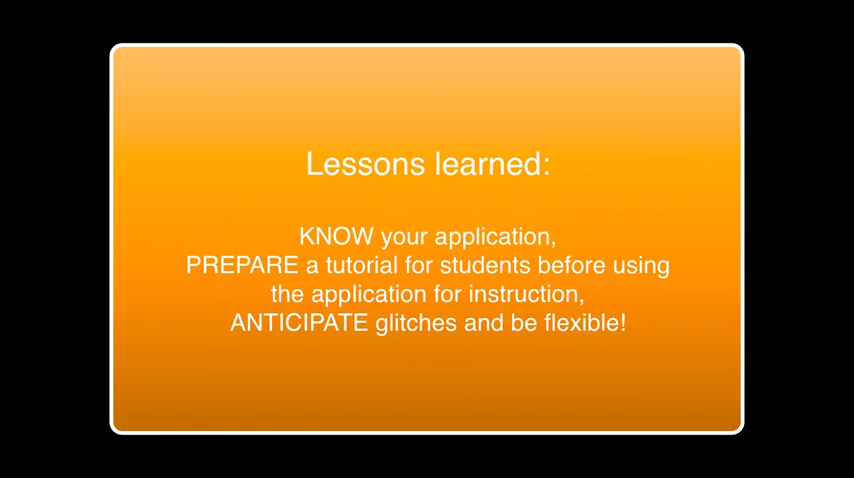 Lessons learned:
KNOW your application,
PREPARE a tutorial for students before using
the application for instruction,
ANTICIPATE glitches and be flexible!